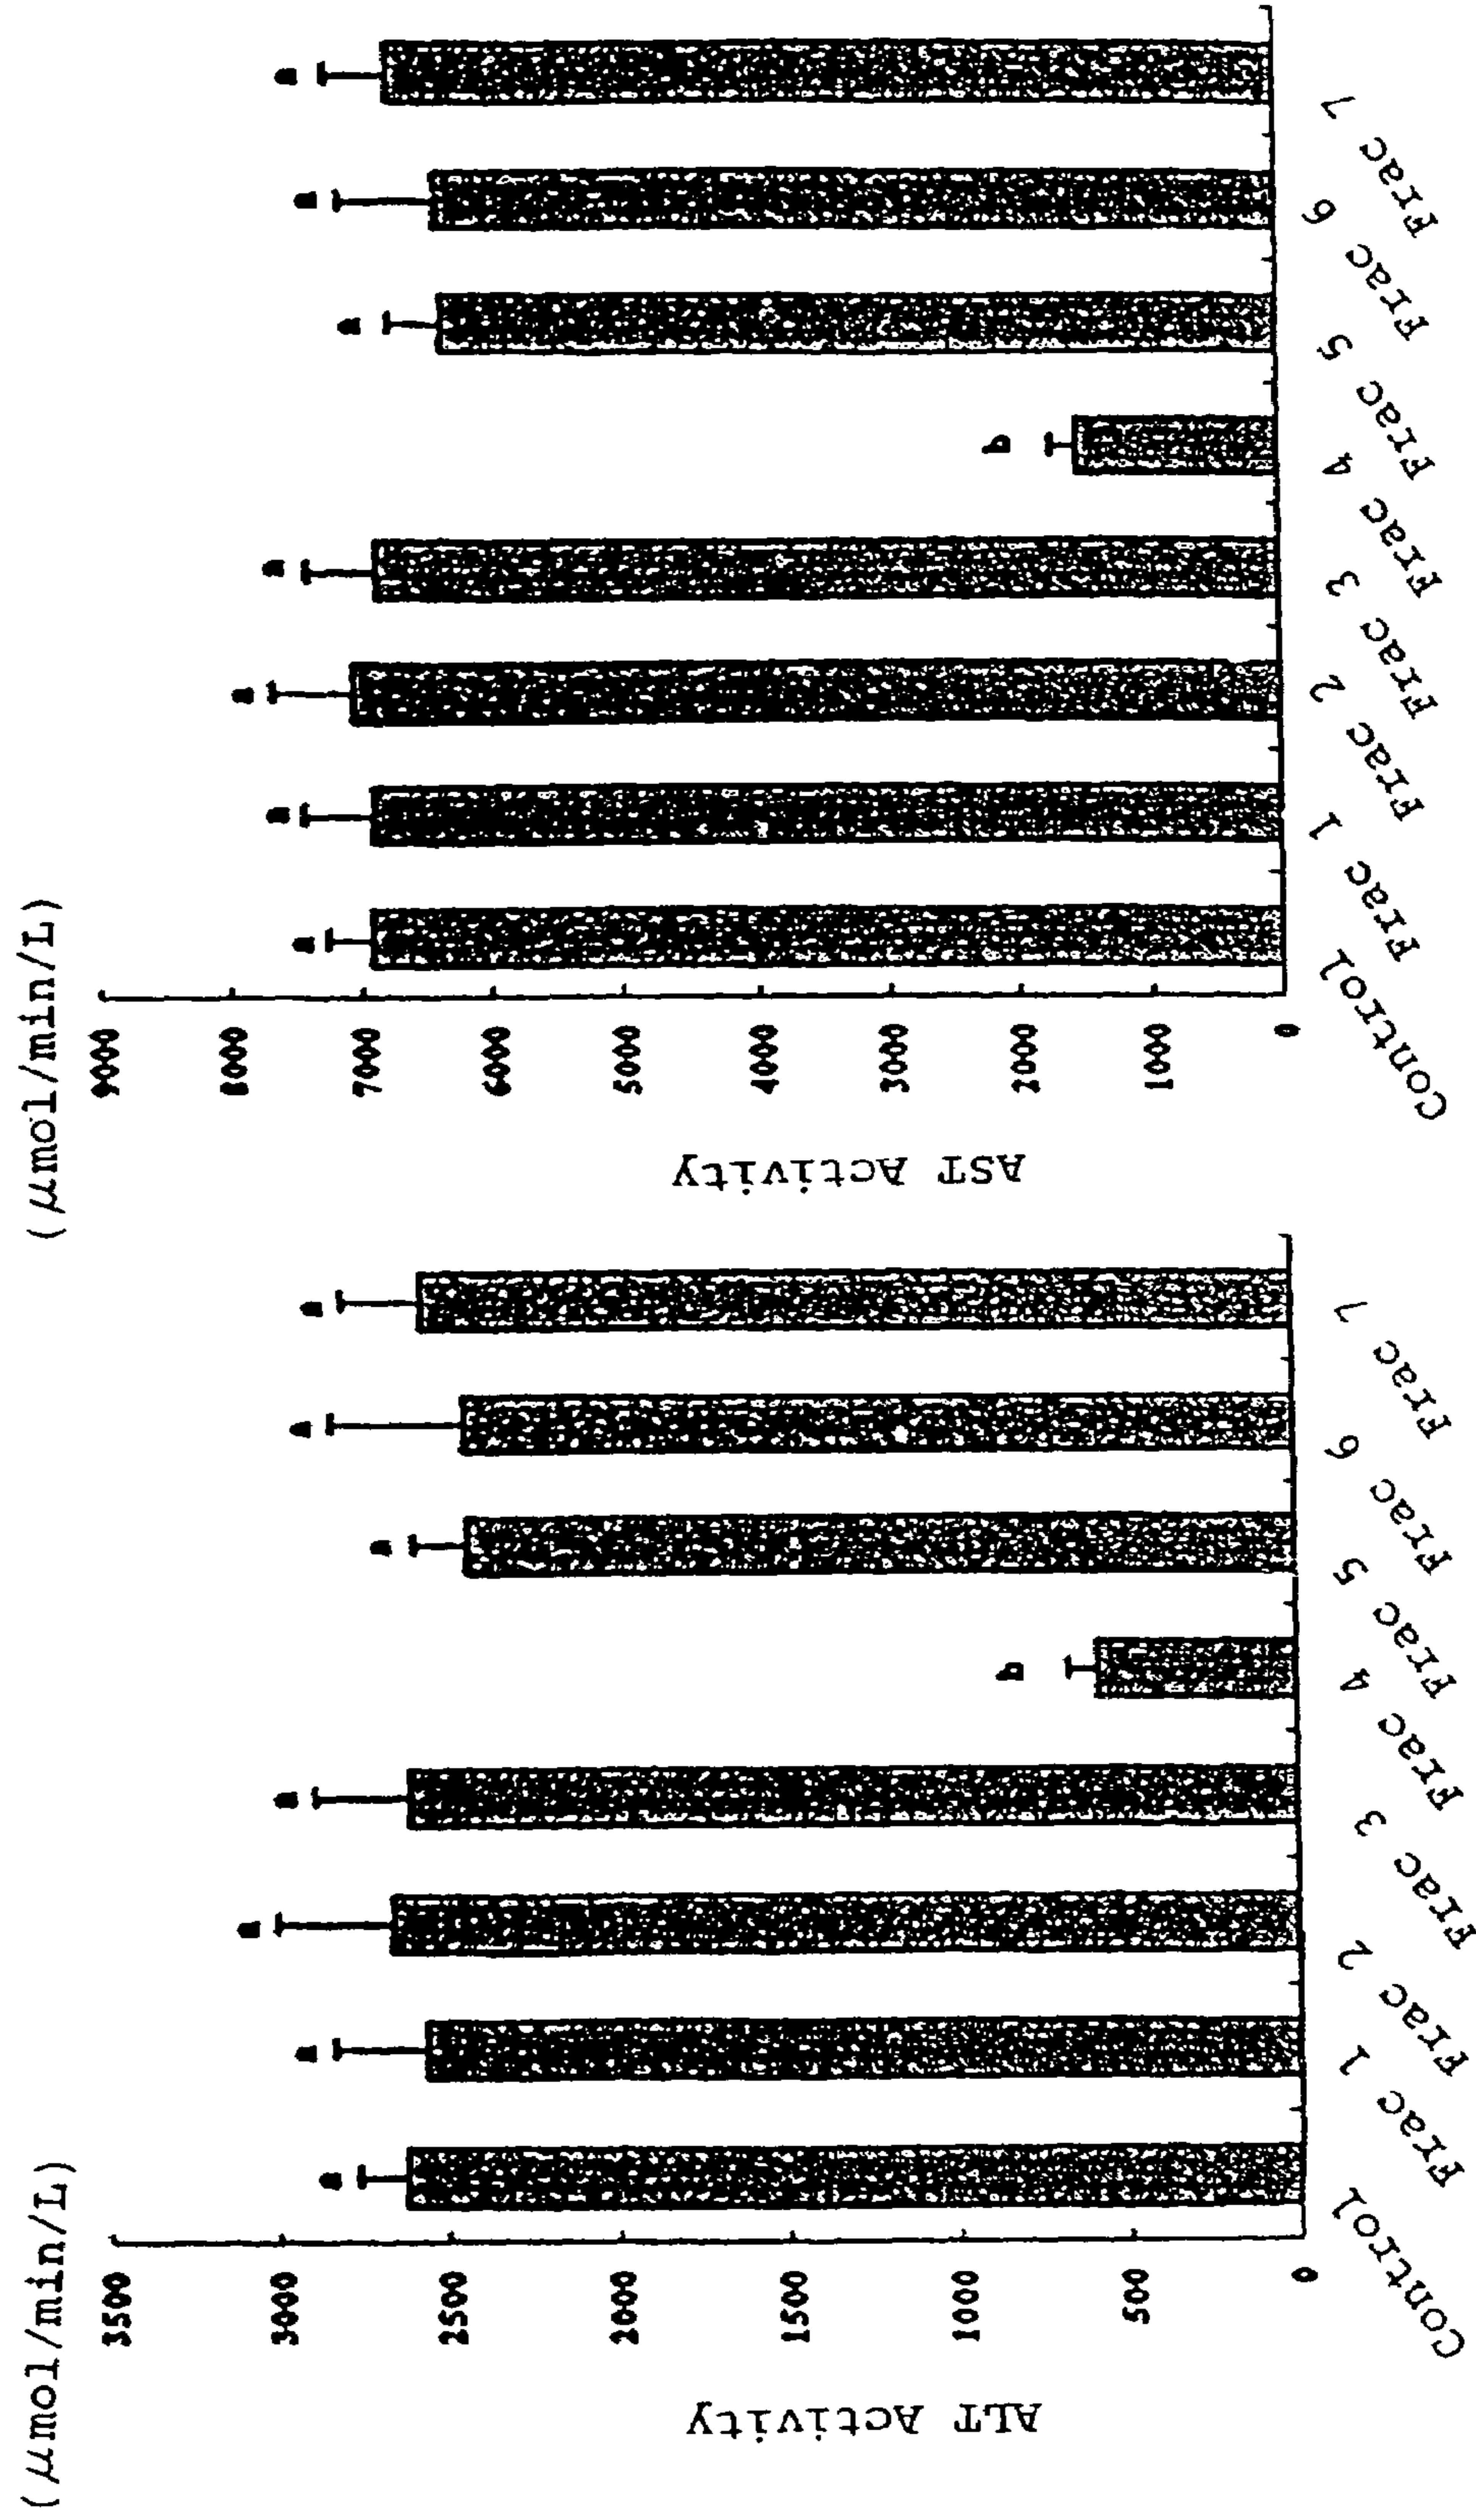 (μmol/min/L)
ALT Activity
3500
3000
2500
2000
1500
1000
500
0
a
a
a
a
b
a
a
a
Control
Frac 1
Frac 2
Frac 3
Frac 4
Frac 5
Frac 6
Frac 7
(μmol/min/L)
AST Activity
9000
8000
7000
6000
5000
4000
3000
2000
1000
0
a
a
a
a
b
a
a
a
Control
Frac 1
Frac 2
Frac 3
Frac 4
Frac 5
Frac 6
Frac 7